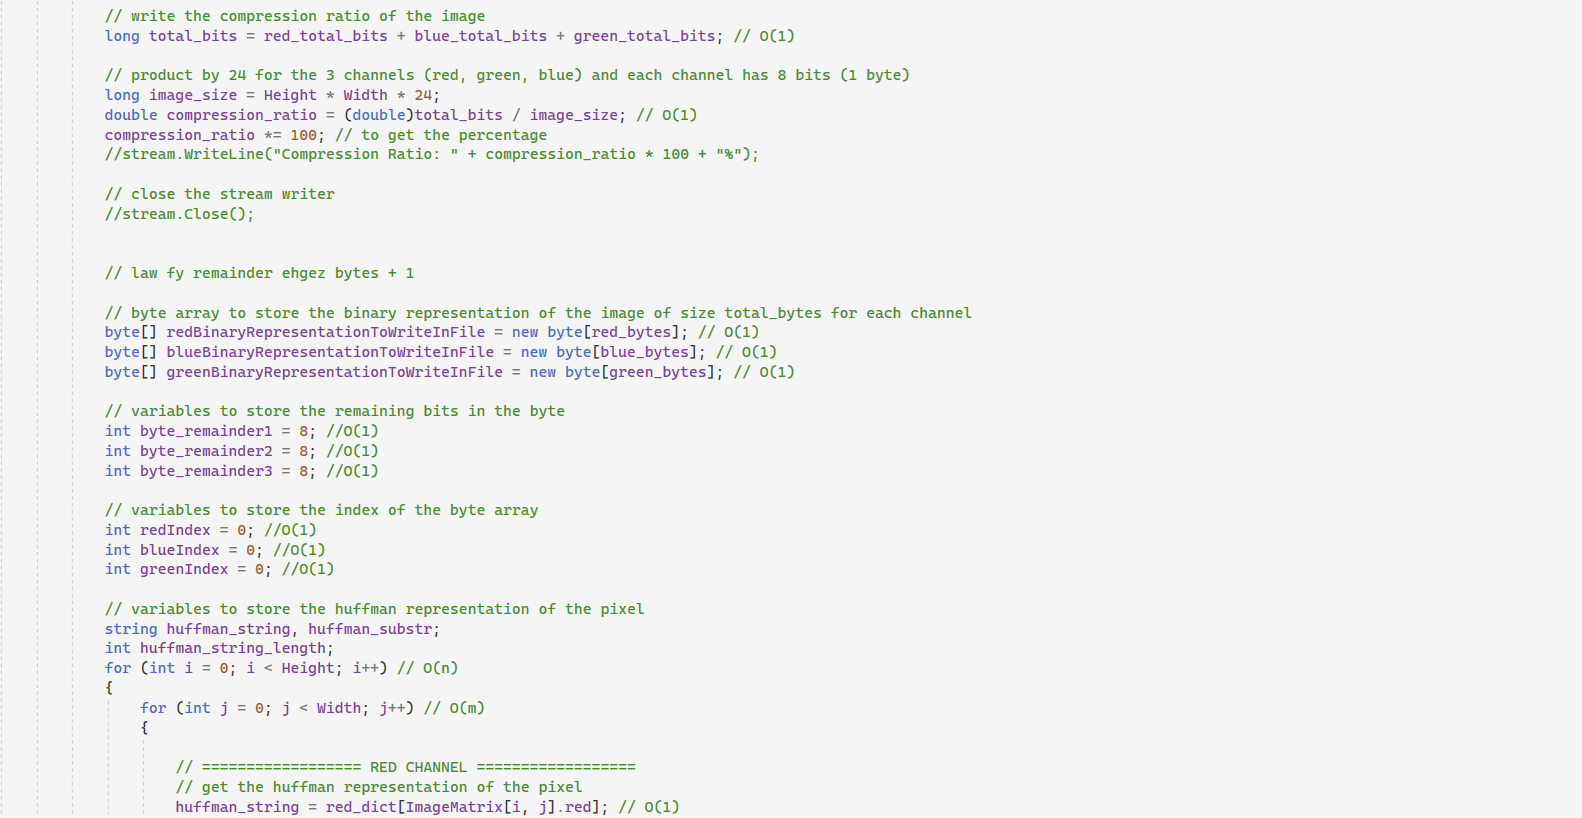 // write the compression ratio of the image
long total_bits = red_total_bits + blue_total_bits + green_total_bits; // O(1)
// product by 24 for the 3 channels (red, green, blue) and each channel has 8 bits (1 byte)
long image_size = Height * Width * 24;
double compression_ratio = (double)total_bits / image_size; // O(1)
compression_ratio *= 100; // to get the percentage
//stream.WriteLine("Compression Ratio: " + compression_ratio * 100 + "%");
// close the stream writer
//stream.Close();
// law fy remainder ehgez bytes + 1
// byte array to store the binary representation of the image of size total_bytes for each channel
byte[] redBinaryRepresentationToWriteInFile = new byte[red_bytes]; // O(1)
byte[] blueBinaryRepresentationToWriteInFile = new byte[blue_bytes]; // O(1)
byte[] greenBinaryRepresentationToWriteInFile = new byte[green_bytes]; // O(1)
// variables to store the remaining bits in the byte
int byte_remainder1 = 8; //O(1)
int byte_remainder2 = 8; //O(1)
int byte_remainder3 = 8; //O(1)
// variables to store the index of the byte array
int redIndex = 0; //O(1)
int blueIndex = 0; //O(1)
int greenIndex = 0; //O(1)
// variables to store the huffman representation of the pixel
string huffman_string, huffman_substr;
int huffman_string_length;
for (int i = 0; i < Height; i++) // O(n)
{
for (int j = 0; j < Width; j++) // O(m)
{
// ================== RED CHANNEL ==================
// get the huffman representation of the pixel
huffman_string = red_dict[ImageMatrix[i, j].red]; // O(1)